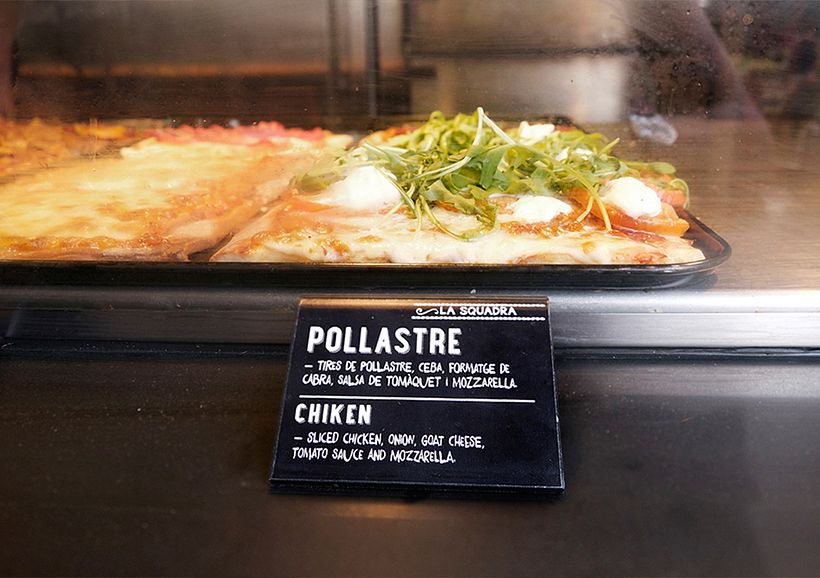 LA SQUADRA
POLLASTRE
– TIRES DE POLLASTRE, CEBA, FORMATGE DE
CABRA, SALSA DE TOMÀQUET I MOZZARELLA.
CHIKEN
– SLICED CHICKEN, ONION, GOAT CHEESE,
TOMATO SAUCE AND MOZZARELLA.